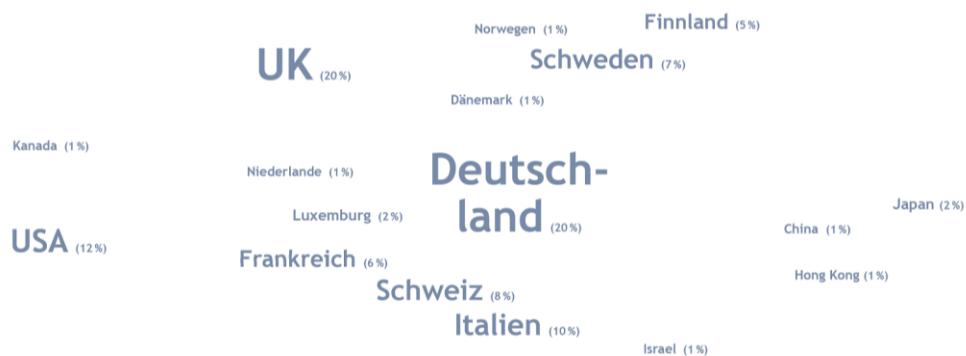 Norwegen (1%)
Finnland (5%)
UK (20%)
Schweden (7%)
Dänemark (1%)
Kanada (1%)
Niederlande (1%)
Deutsch-
land (20%)
Luxemburg (2%)
Japan (2%)
China (1%)
USA (12%)
Frankreich (6%)
Hong Kong (1%)
Schweiz (8%)
Italien (10%)
Israel (1%)